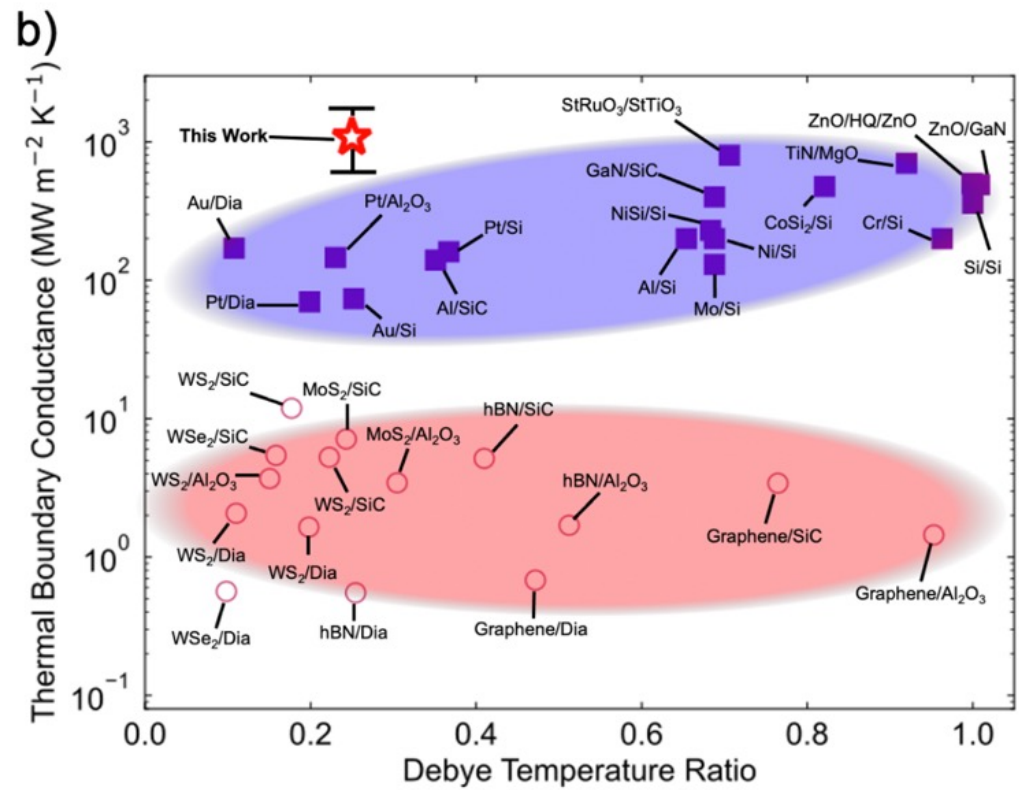 b)
Thermal Boundary Conductance (MW m⁻² K⁻¹)
10³
10²
10¹
10⁰
10⁻¹
This Work
StRuO₃/StTiO₃
ZnO/HQ/ZnO
ZnO/GaN
TiN/MgO
GaN/SiC
Au/Dia
Pt/Al₂O₃
Pt/Si
NiSi/Si
CoSi₂/Si
Cr/Si
Ni/Si
Si/Si
Al/Si
Pt/Dia
Al/SiC
Mo/Si
Au/Si
WS₂/SiC
MoS₂/SiC
hBN/SiC
WSe₂/SiC
MoS₂/Al₂O₃
WS₂/Al₂O₃
hBN/Al₂O₃
WS₂/SiC
Graphene/SiC
WS₂/Dia
WS₂/Dia
Graphene/Al₂O₃
WSe₂/Dia
hBN/Dia
Graphene/Dia
0.0 0.2 0.4 0.6 0.8 1.0
Debye Temperature Ratio